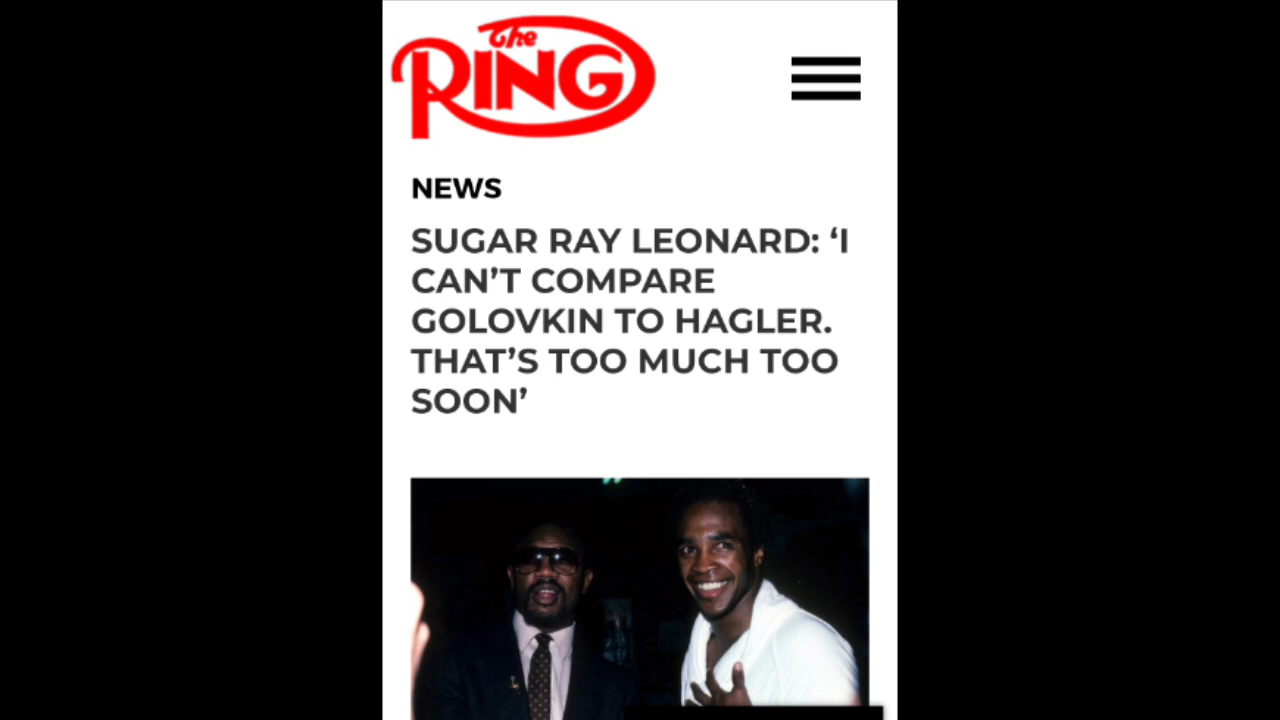 The
RING
NEWS
SUGAR RAY LEONARD: ‘I
CAN’T COMPARE
GOLOVKIN TO HAGLER.
THAT’S TOO MUCH TOO
SOON’